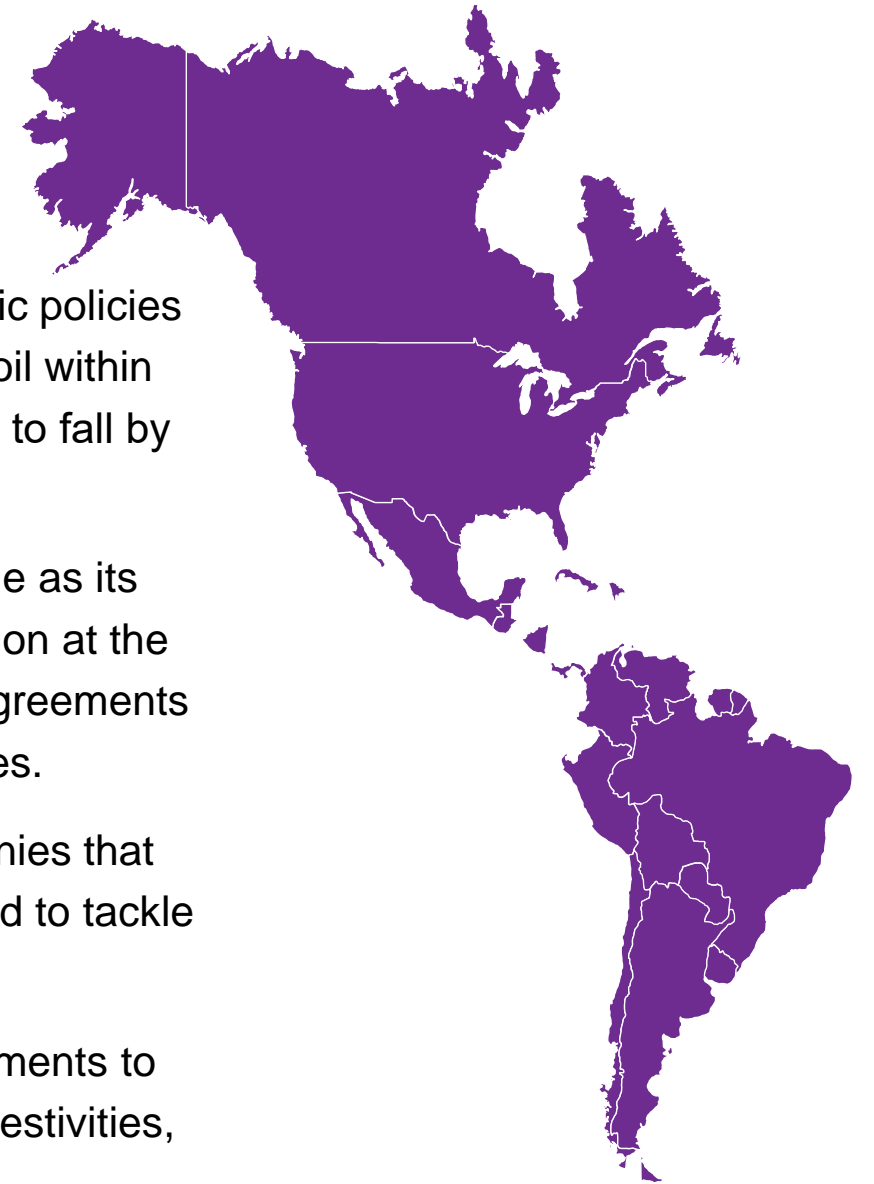 ic policies
oil within
to fall by
e as its
on at the
greements
es.
nies that
d to tackle
ments to
estivities,